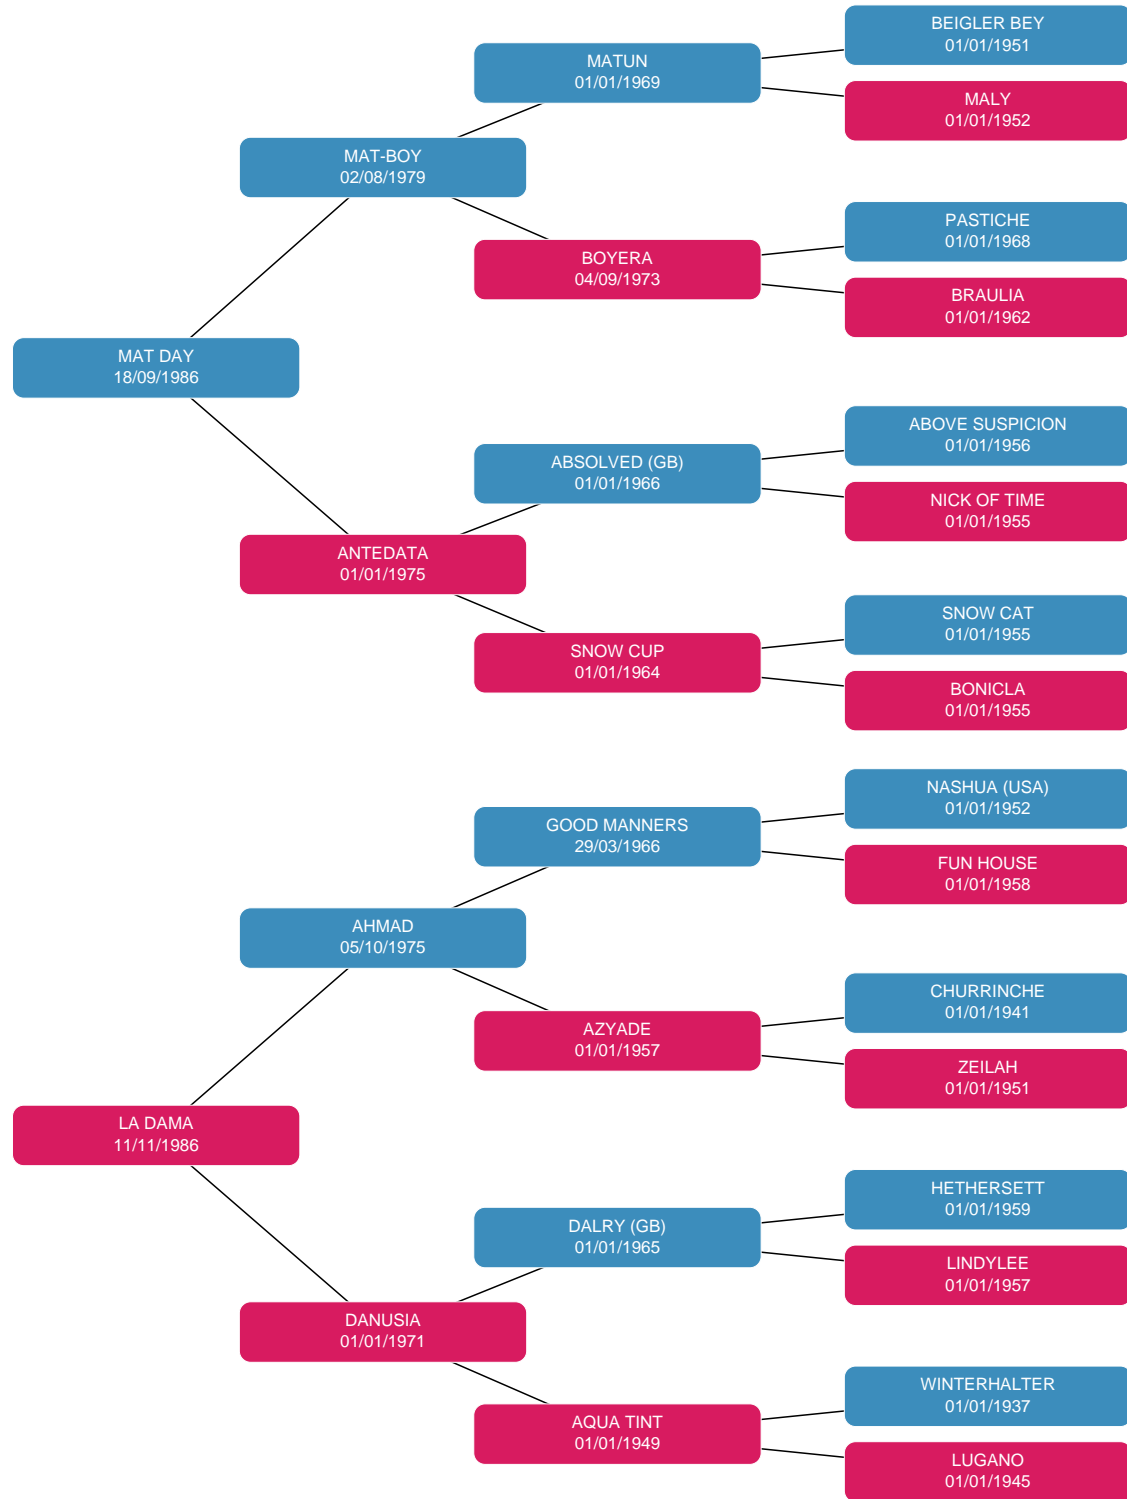 BEIGLER BEY
01/01/1951
MATUN
01/01/1969
MALY
01/01/1952
MAT-BOY
02/08/1979
PASTICHE
01/01/1968
BOYERA
04/09/1973
BRAULIA
01/01/1962
MAT DAY
18/09/1986
ABOVE SUSPICION
01/01/1956
ABSOLVED (GB)
01/01/1966
NICK OF TIME
01/01/1955
ANTEDATA
01/01/1975
SNOW CAT
01/01/1955
SNOW CUP
01/01/1964
BONICLA
01/01/1955
NASHUA (USA)
01/01/1952
GOOD MANNERS
29/03/1966
FUN HOUSE
01/01/1958
AHMAD
05/10/1975
CHURRINCHE
01/01/1941
AZYADE
01/01/1957
ZEILAH
01/01/1951
LA DAMA
11/11/1986
HETHERSETT
01/01/1959
DALRY (GB)
01/01/1965
LINDYLEE
01/01/1957
DANUSIA
01/01/1971
WINTERHALTER
01/01/1937
AQUA TINT
01/01/1949
LUGANO
01/01/1945